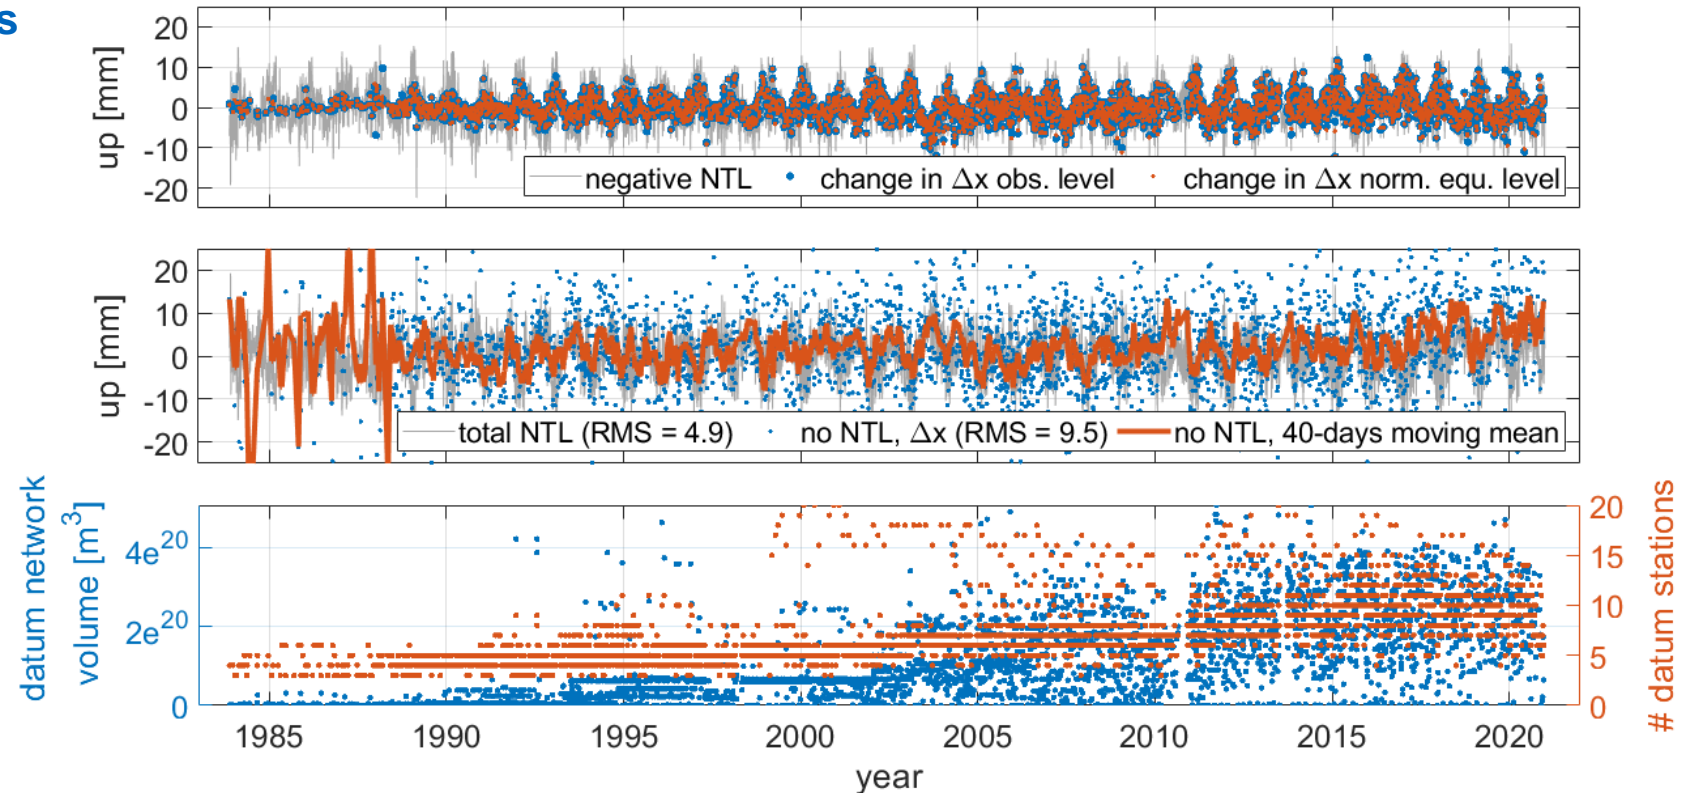 s
20
10
0
-10
-20
up [mm]
negative NTL change in Δx obs. level change in Δx norm. equ. level
20
10
0
-10
-20
up [mm]
total NTL (RMS = 4.9) no NTL, Δx (RMS = 9.5) no NTL, 40-days moving mean
datum network
volume [m³]
4e²⁰
2e²⁰
0
20
15
10
5
0
# datum stations
1985 1990 1995 2000 2005 2010 2015 2020
year